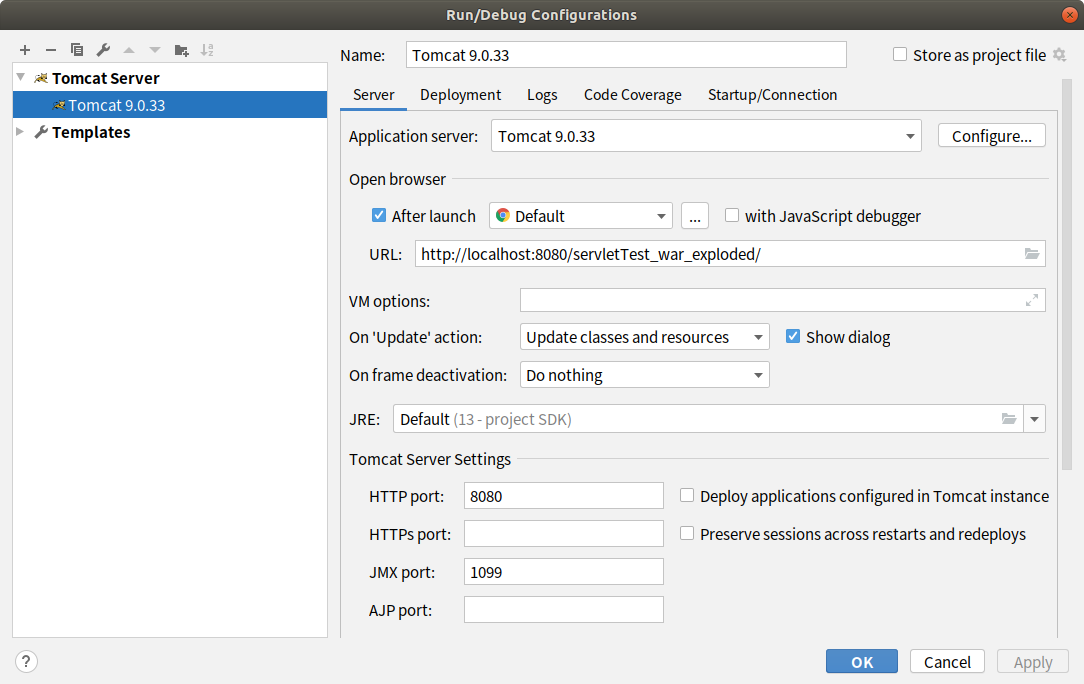 Run/Debug Configurations
Name: Tomcat 9.0.33 Store as project file
Tomcat Server
Tomcat 9.0.33
Templates
Server Deployment Logs Code Coverage Startup/Connection
Application server: Tomcat 9.0.33 Configure...
Open browser
After launch Default ... with JavaScript debugger
URL: http://localhost:8080/servletTest_war_exploded/
VM options:
On 'Update' action: Update classes and resources Show dialog
On frame deactivation: Do nothing
JRE: Default (13 - project SDK)
Tomcat Server Settings
HTTP port: 8080 Deploy applications configured in Tomcat instance
HTTPs port: Preserve sessions across restarts and redeploys
JMX port: 1099
AJP port:
? OK Cancel Apply